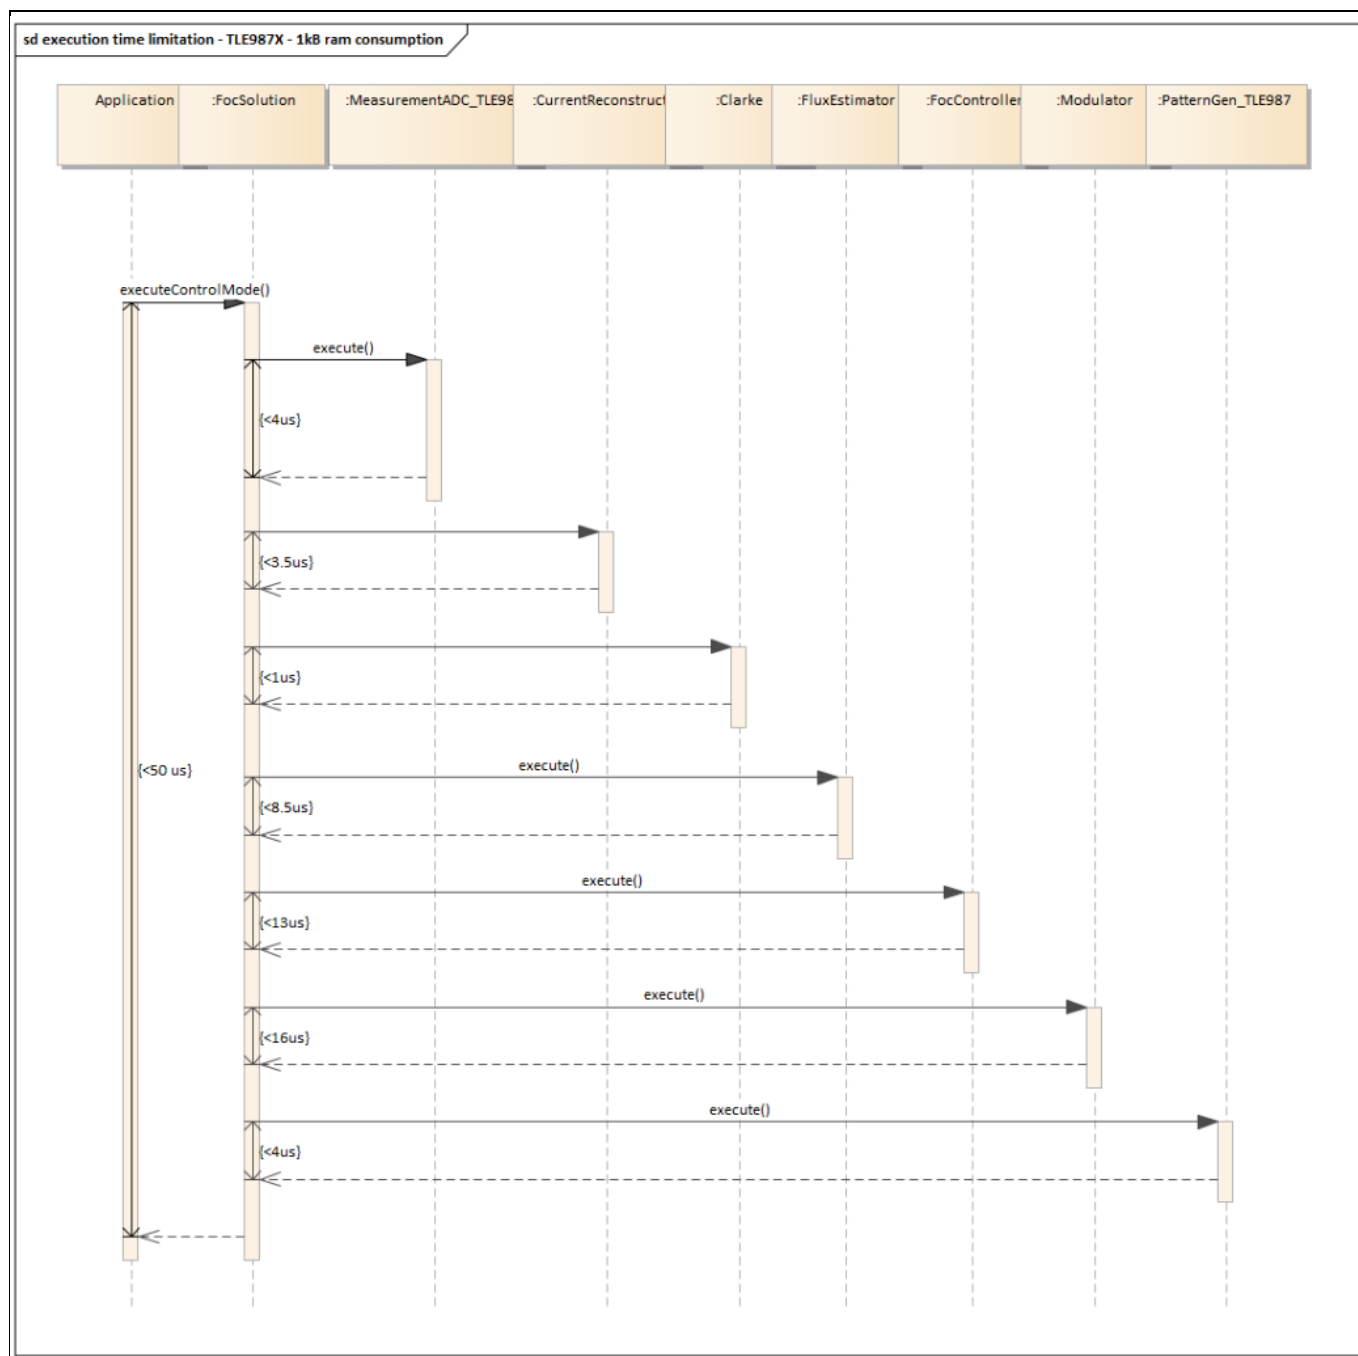 sd execution time limitation - TLE987X - 1kB ram consumption
Application
:FocSolution
:MeasurementADC_TLE98
:CurrentReconstruct
:Clarke
:FluxEstimator
:FocController
:Modulator
:PatternGen_TLE987
executeControlMode()
execute()
{<4us}
{<3.5us}
{<1us}
{<50 us}
execute()
{<8.5us}
execute()
{<13us}
execute()
{<16us}
execute()
{<4us}